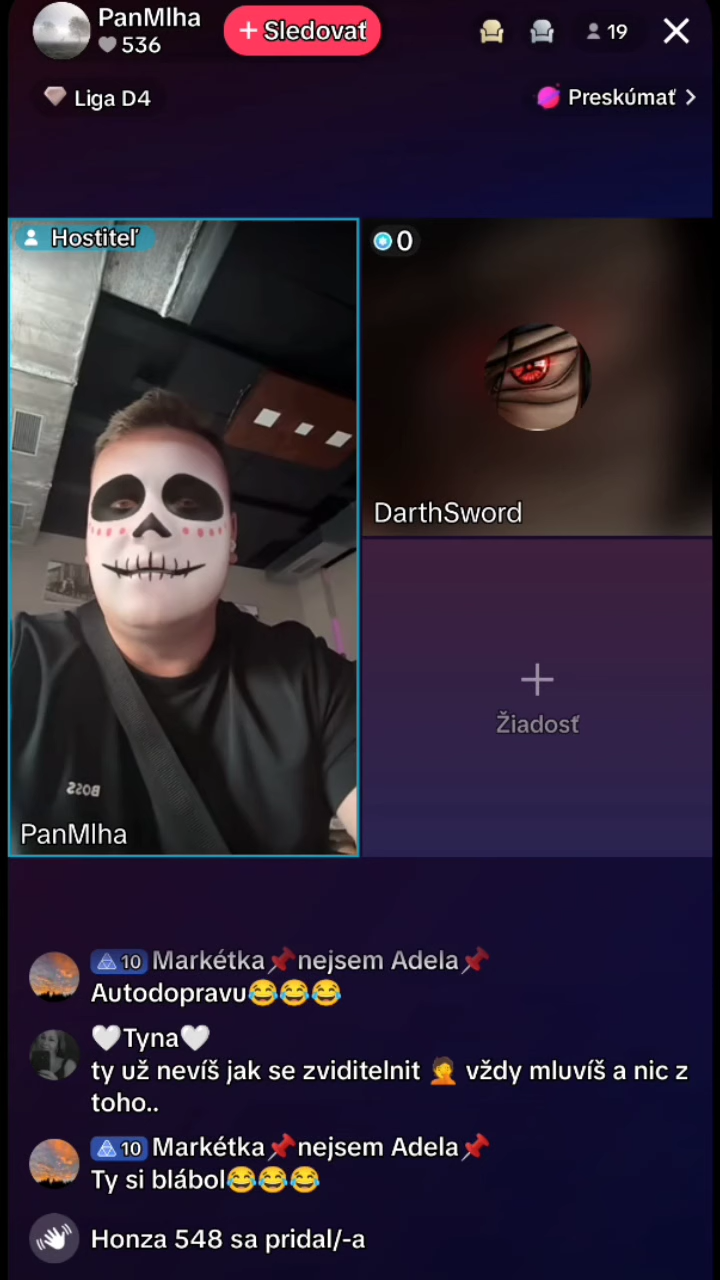 PanMlha
536
+ Sledovať
19
Liga D4
Preskúmať
Hostiteľ
0
DarthSword
Žiadosť
BOSS
PanMlha
10 Markétka📌nejsem Adela📌
Autodopravu😂😂😂
🤍Tyna🤍
ty už nevíš jak se zviditelnit 🤦 vždy mluvíš a nic z
toho..
10 Markétka📌nejsem Adela📌
Ty si blábol😂😂😂
Honza 548 sa pridal/-a